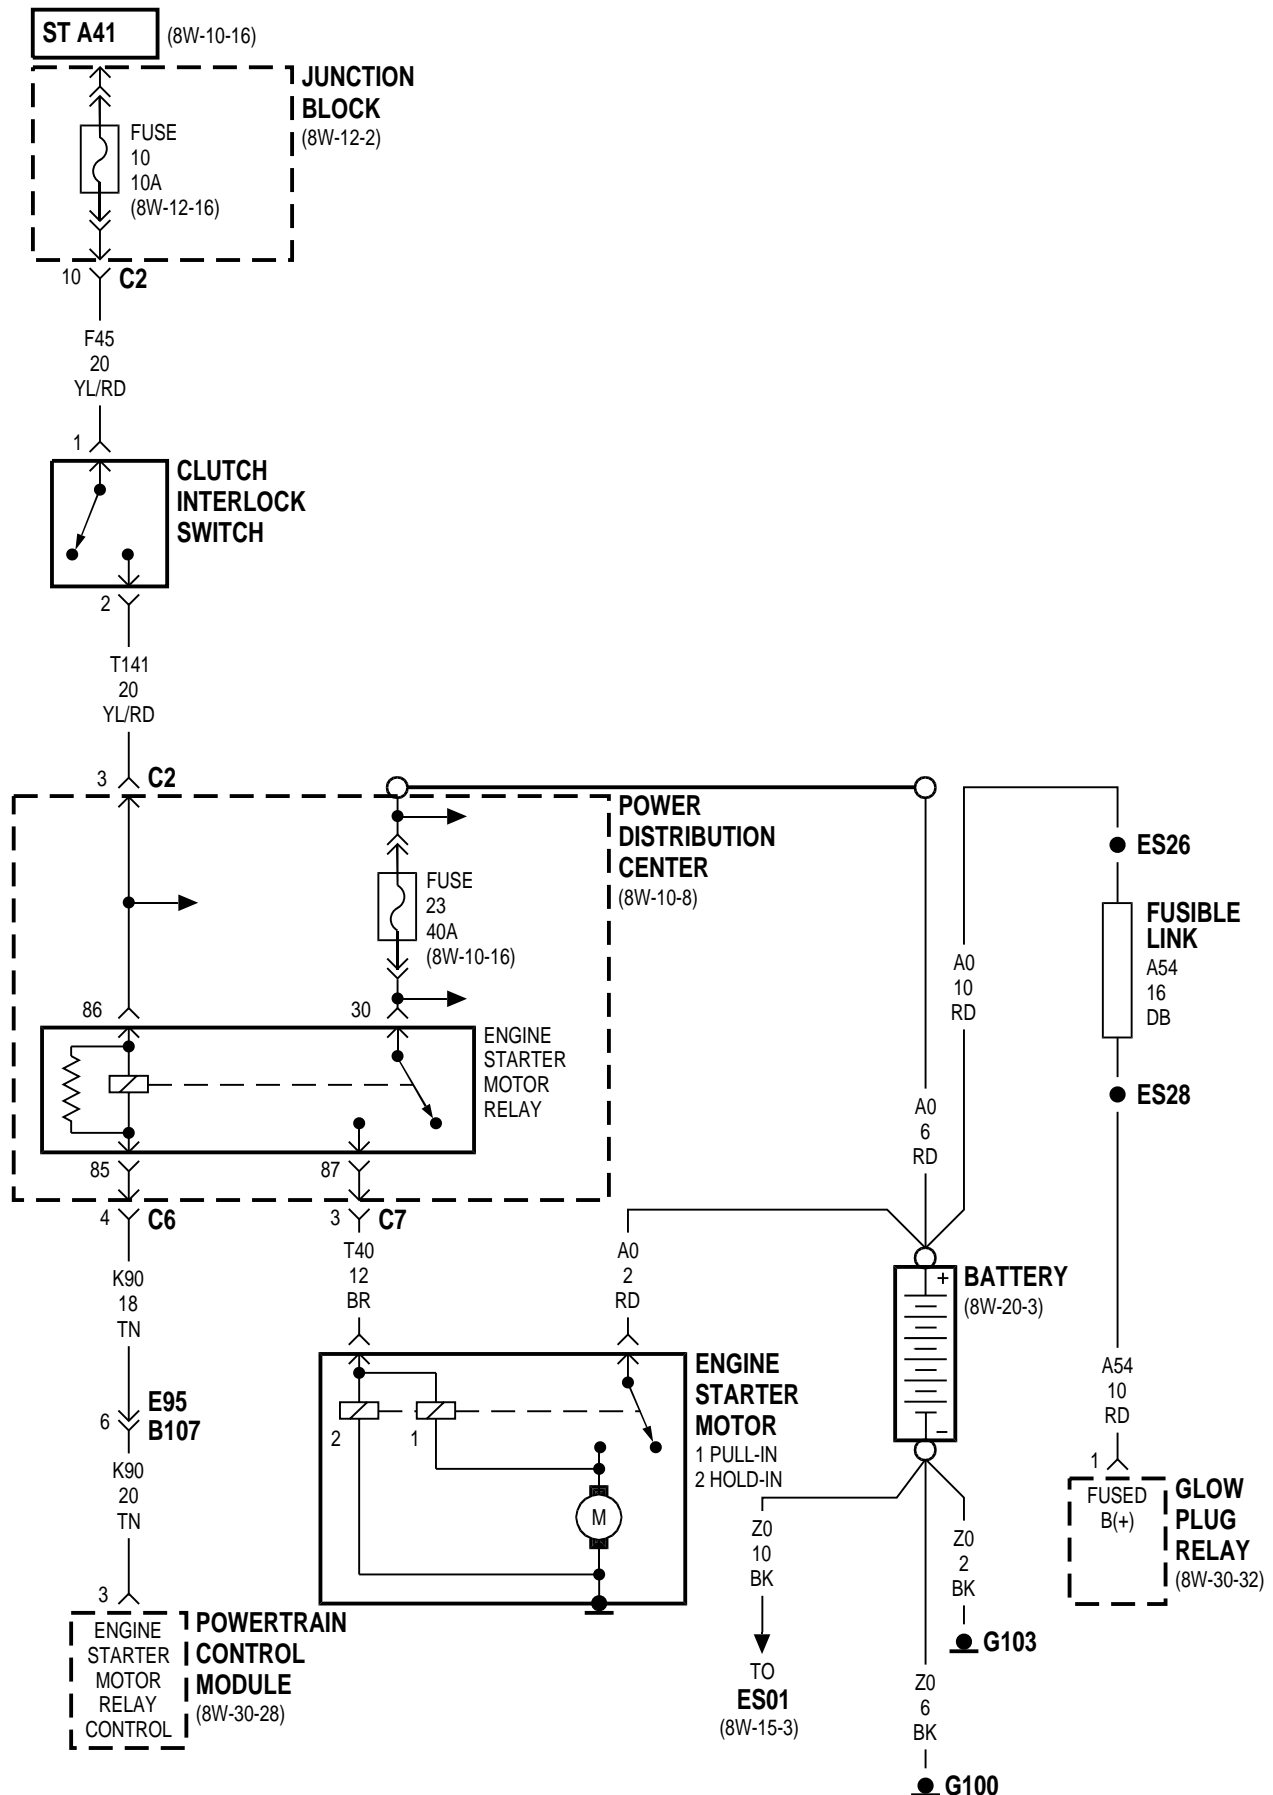 ST A41 (8W-10-16)
JUNCTION
BLOCK
(8W-12-2)
FUSE
10
10A
(8W-12-16)
10 C2
F45
20
YL/RD
1
CLUTCH
INTERLOCK
SWITCH
2
T141
20
YL/RD
3 C2
POWER
DISTRIBUTION
CENTER
(8W-10-8)
FUSE
23
40A
(8W-10-16)
86
30
ENGINE
STARTER
MOTOR
RELAY
85
87
4 C6
3 C7
K90
18
TN
6
E95
B107
K90
20
TN
3
ENGINE
STARTER
MOTOR
RELAY
CONTROL
POWERTRAIN
CONTROL
MODULE
(8W-30-28)
T40
12
BR
A0
2
RD
2
1
M
ENGINE
STARTER
MOTOR
1 PULL-IN
2 HOLD-IN
A0
6
RD
A0
10
RD
+
BATTERY
(8W-20-3)
–
Z0
10
BK
TO
ES01
(8W-15-3)
Z0
6
BK
G100
Z0
2
BK
G103
ES26
FUSIBLE
LINK
A54
16
DB
ES28
A54
10
RD
1
FUSED
B(+)
GLOW
PLUG
RELAY
(8W-30-32)